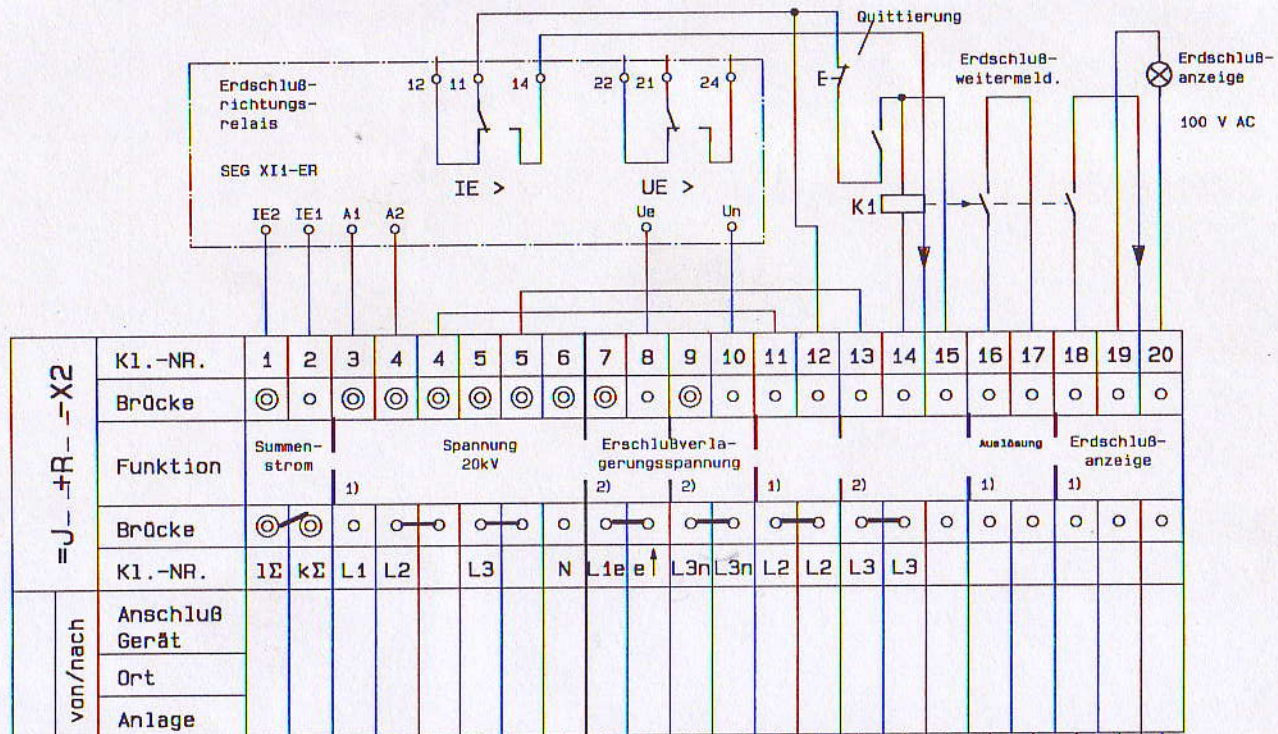 Quittierung
Erdschluß-
richtungs-
relais
SEG XI1-ER
12 11 14 22 21 24
IE > UE >
E
K1
Erdschluß-
weitermeld.
Erdschluß-
anzeige
100 V AC
IE2 IE1 A1 A2 Ue Un
=J_ _+R_ _-X2
Kl.-NR. 1 2 3 4 4 5 5 6 7 8 9 10 11 12 13 14 15 16 17 18 19 20
Brücke
Funktion
Summen-
strom
Spannung
20kV
Erschlußverla-
gerungsspannung
Auslösung
Erdschluß-
anzeige
1) 2) 2) 1) 2) 1) 1)
Brücke
Kl.-NR. lΣ kΣ L1 L2 L3 N L1e e L3n L3n L2 L2 L3 L3
von/nach
Anschluß
Gerät
Ort
Anlage